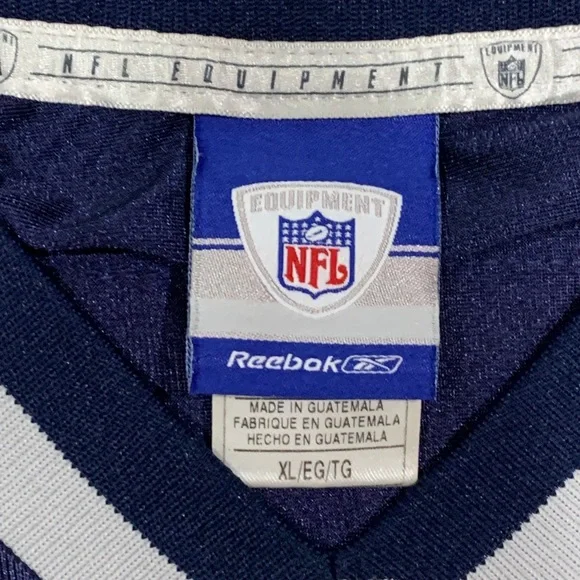 NFL EQUIPMENT
EQUIPMENT
NFL
EQUIPMENT
NFL
Reebok
MADE IN GUATEMALA
FABRIQUE EN GUATEMALA
HECHO EN GUATEMALA
XL/EG/TG